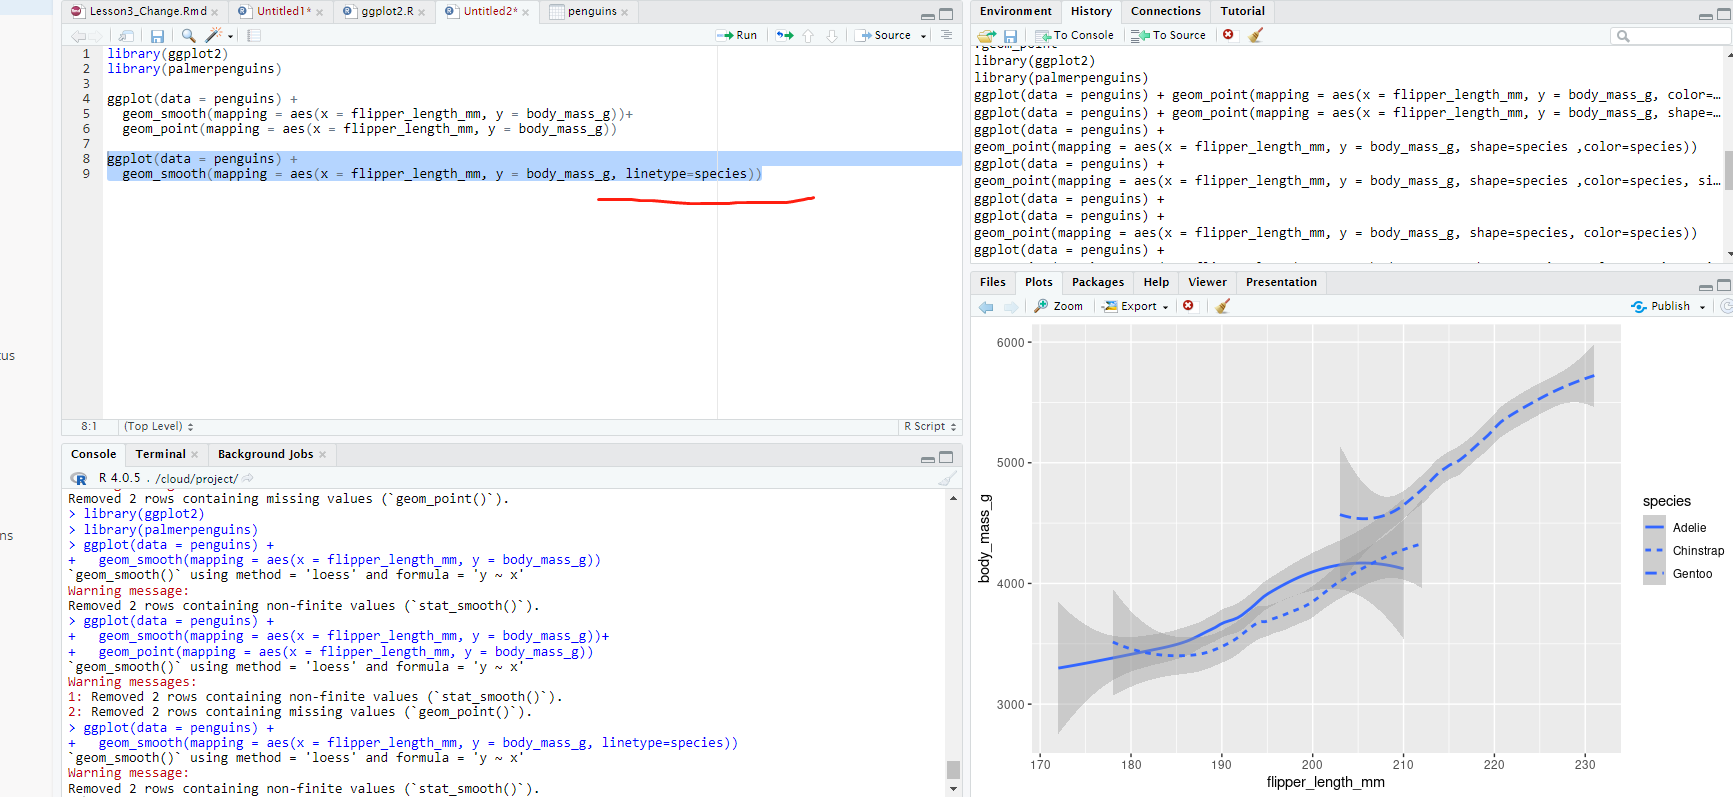 Lesson3_Change.Rmd
Untitled1*
ggplot2.R
Untitled2*
penguins
Run
Source
1 library(ggplot2)
2 library(palmerpenguins)
3
4 ggplot(data = penguins) +
5 geom_smooth(mapping = aes(x = flipper_length_mm, y = body_mass_g))+
6 geom_point(mapping = aes(x = flipper_length_mm, y = body_mass_g))
7
8 ggplot(data = penguins) +
9 geom_smooth(mapping = aes(x = flipper_length_mm, y = body_mass_g, linetype=species))
8:1 (Top Level) R Script
Console Terminal Background Jobs
R 4.0.5 . /cloud/project/
Removed 2 rows containing missing values (`geom_point()`).
> library(ggplot2)
> library(palmerpenguins)
> ggplot(data = penguins) +
+ geom_smooth(mapping = aes(x = flipper_length_mm, y = body_mass_g))
`geom_smooth()` using method = 'loess' and formula = 'y ~ x'
Warning message:
Removed 2 rows containing non-finite values (`stat_smooth()`).
> ggplot(data = penguins) +
+ geom_smooth(mapping = aes(x = flipper_length_mm, y = body_mass_g))+
+ geom_point(mapping = aes(x = flipper_length_mm, y = body_mass_g))
`geom_smooth()` using method = 'loess' and formula = 'y ~ x'
Warning messages:
1: Removed 2 rows containing non-finite values (`stat_smooth()`).
2: Removed 2 rows containing missing values (`geom_point()`).
> ggplot(data = penguins) +
+ geom_smooth(mapping = aes(x = flipper_length_mm, y = body_mass_g, linetype=species))
`geom_smooth()` using method = 'loess' and formula = 'y ~ x'
Warning message:
Removed 2 rows containing non-finite values (`stat_smooth()`).
Environment History Connections Tutorial
To Console To Source
library(ggplot2)
library(palmerpenguins)
ggplot(data = penguins) + geom_point(mapping = aes(x = flipper_length_mm, y = body_mass_g, color=…
ggplot(data = penguins) + geom_point(mapping = aes(x = flipper_length_mm, y = body_mass_g, shape=…
ggplot(data = penguins) +
geom_point(mapping = aes(x = flipper_length_mm, y = body_mass_g, shape=species ,color=species))
ggplot(data = penguins) +
geom_point(mapping = aes(x = flipper_length_mm, y = body_mass_g, shape=species ,color=species, si…
ggplot(data = penguins) +
ggplot(data = penguins) +
geom_point(mapping = aes(x = flipper_length_mm, y = body_mass_g, shape=species, color=species))
ggplot(data = penguins) +
Files Plots Packages Help Viewer Presentation
Zoom Export Publish
6000
5000
4000
3000
body_mass_g
170 180 190 200 210 220 230
flipper_length_mm
species
Adelie
Chinstrap
Gentoo